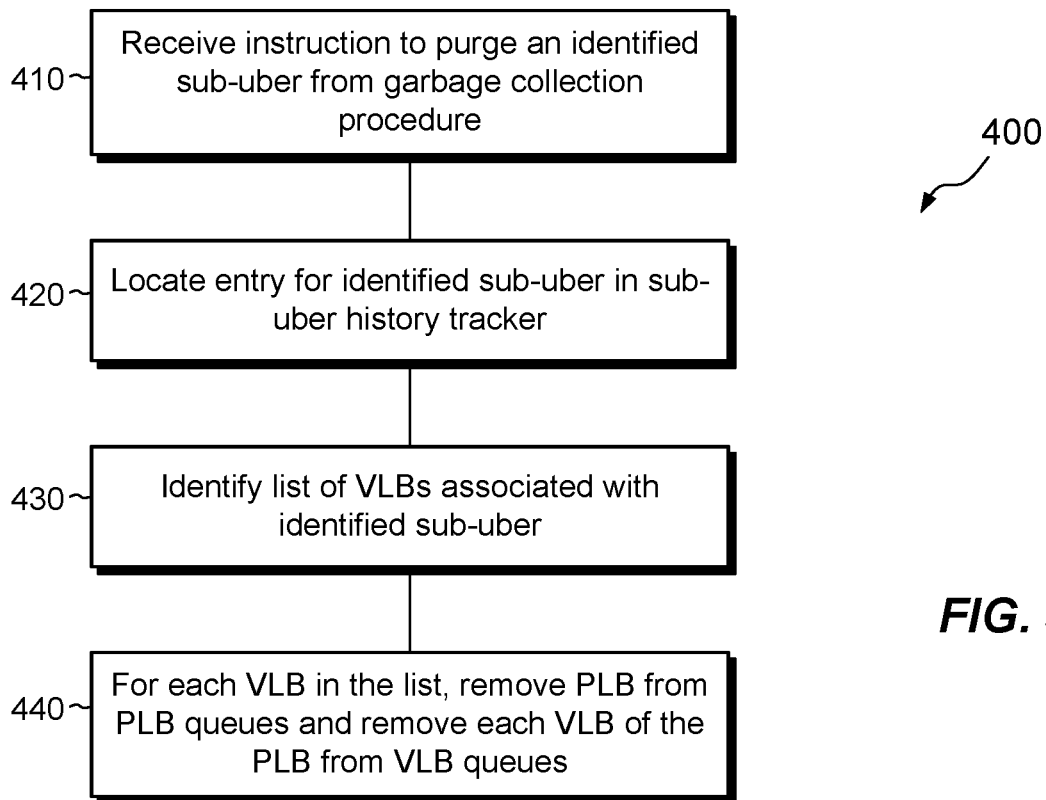 Receive instruction to purge an identified
410
sub-uber from garbage collection
procedure
400
Locate entry for identified sub-uber in sub-
420
uber history tracker
Identify list of VLBs associated with
430
identified sub-uber
FIG.
For each VLB in the list, remove PLB from
440
PLB queues and remove each VLB of the
PLB from VLB queues